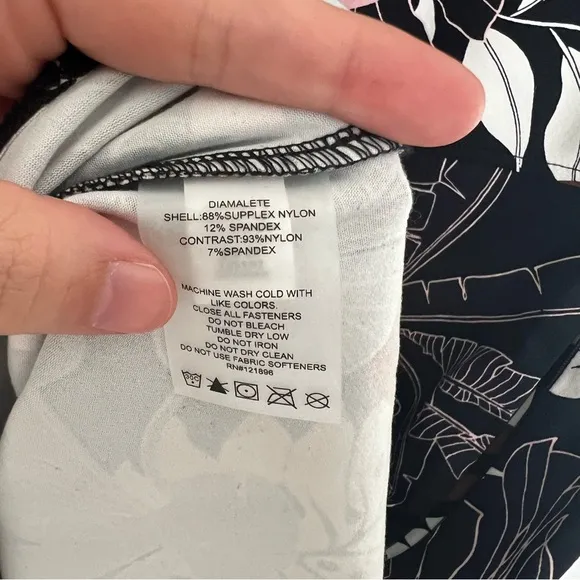 DIAMALETE
SHELL:88%SUPPLEX NYLON
12% SPANDEX
CONTRAST:93%NYLON
7%SPANDEX
MACHINE WASH COLD WITH
LIKE COLORS.
CLOSE ALL FASTENERS
DO NOT BLEACH
TUMBLE DRY LOW
DO NOT IRON
DO NOT DRY CLEAN
DO NOT USE FABRIC SOFTENERS
RN#121896